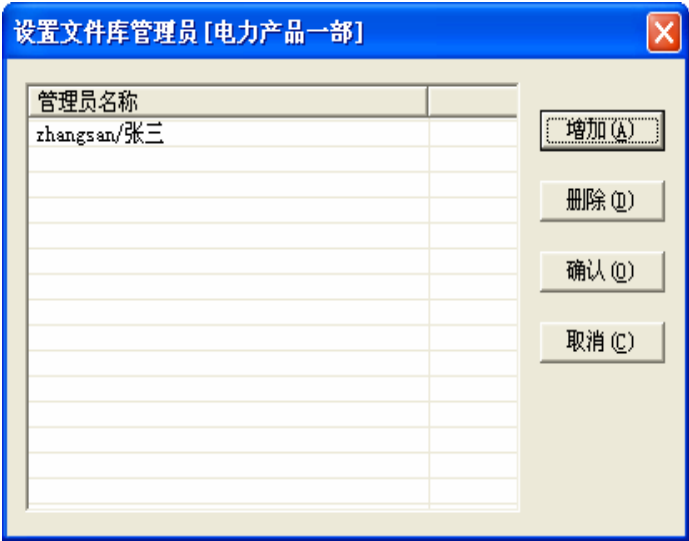 设置文件库管理员[电力产品一部]
管理员名称
zhangsan/张三
增加(A)
删除(D)
确认(O)
取消(C)